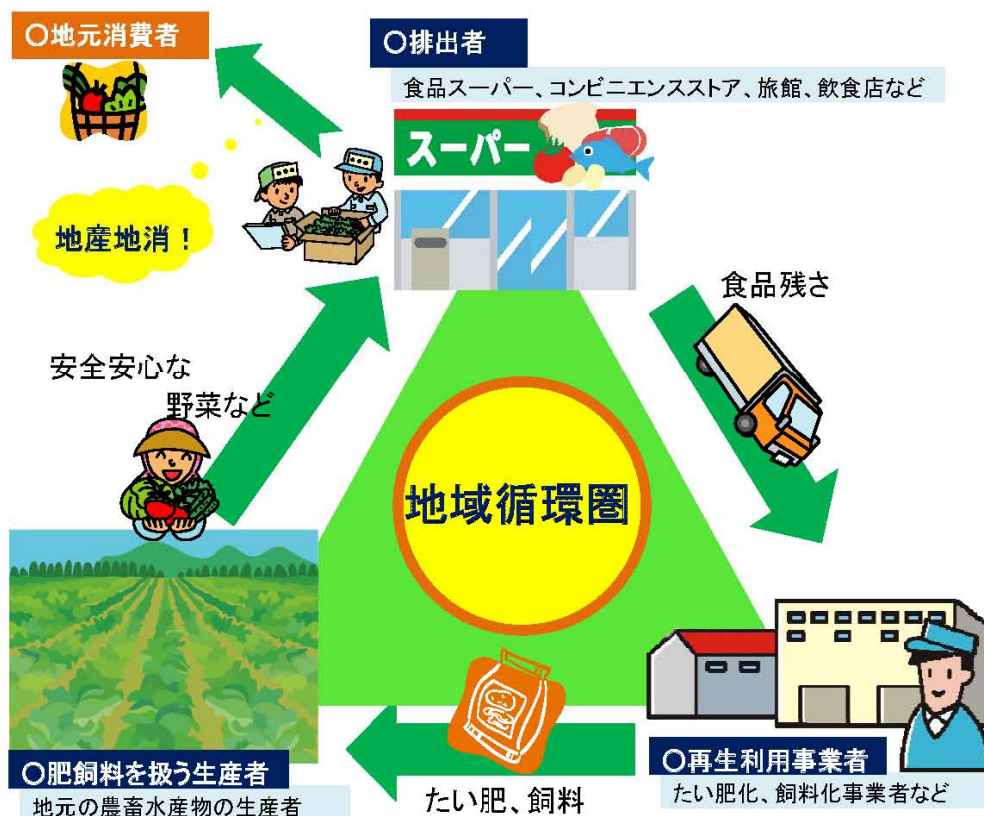 〇地元消費者
〇排出者
食品スーパー、コンビニエンスストア、旅館、飲食店など
スーパー
地産地消！
食品残さ
安全安心な
野菜など
地域循環圏
〇肥飼料を扱う生産者
地元の農畜水産物の生産者
たい肥、飼料
〇再生利用事業者
たい肥化、飼料化事業者など